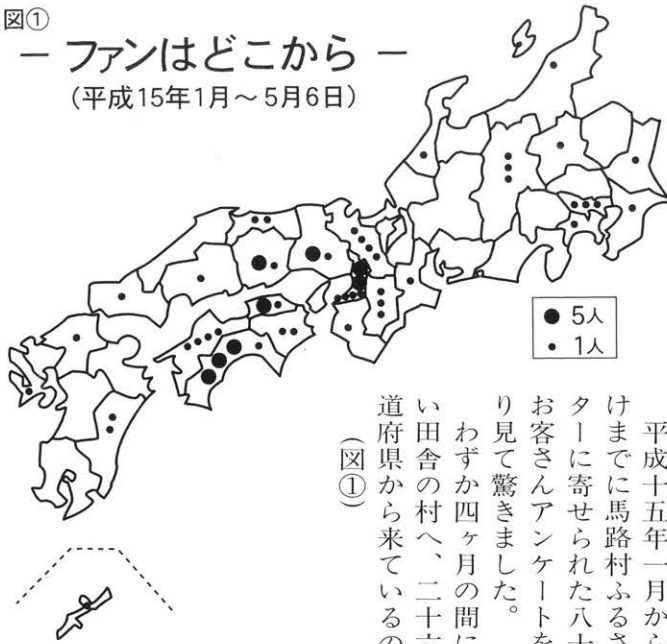 図①
－ ファンはどこから －
(平成15年1月～5月6日)
● 5人
• 1人
平成十五年一月から
けまでに馬路村ふるさ
ターに寄せられた八十
お客さんアンケートを
り見て驚きました。
わずか四ヶ月の間に
い田舎の村へ、二十六
道府県から来ているの
(図①)